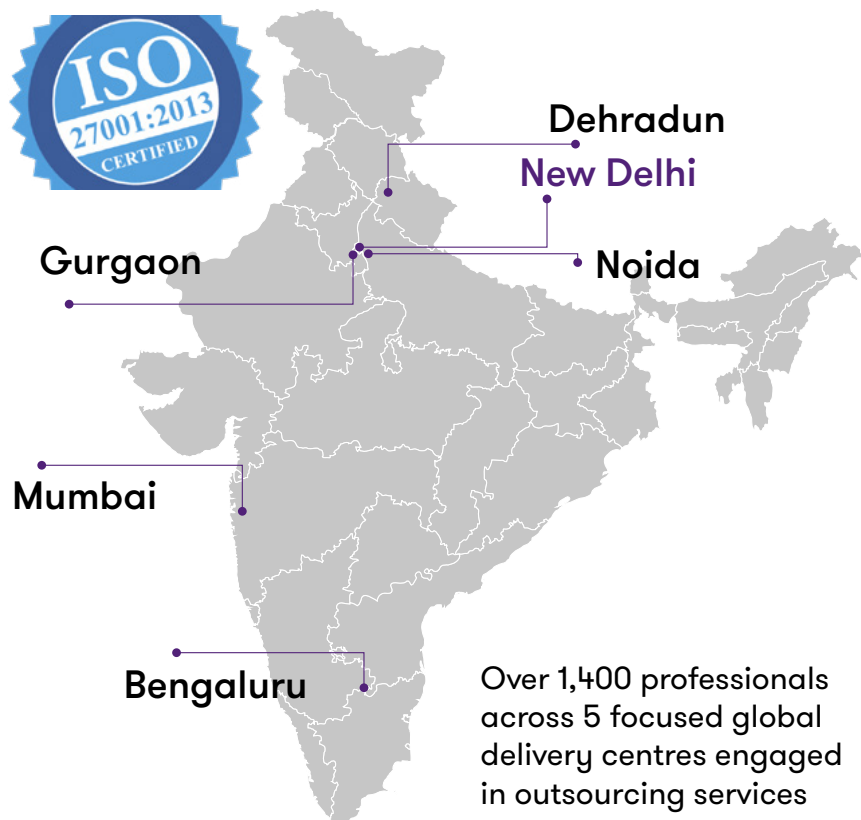 ISO
27001:2013
CERTIFIED
Dehradun
New Delhi
Gurgaon
Noida
Mumbai
Bengaluru
Over 1,400 professionals
across 5 focused global
delivery centres engaged
in outsourcing services